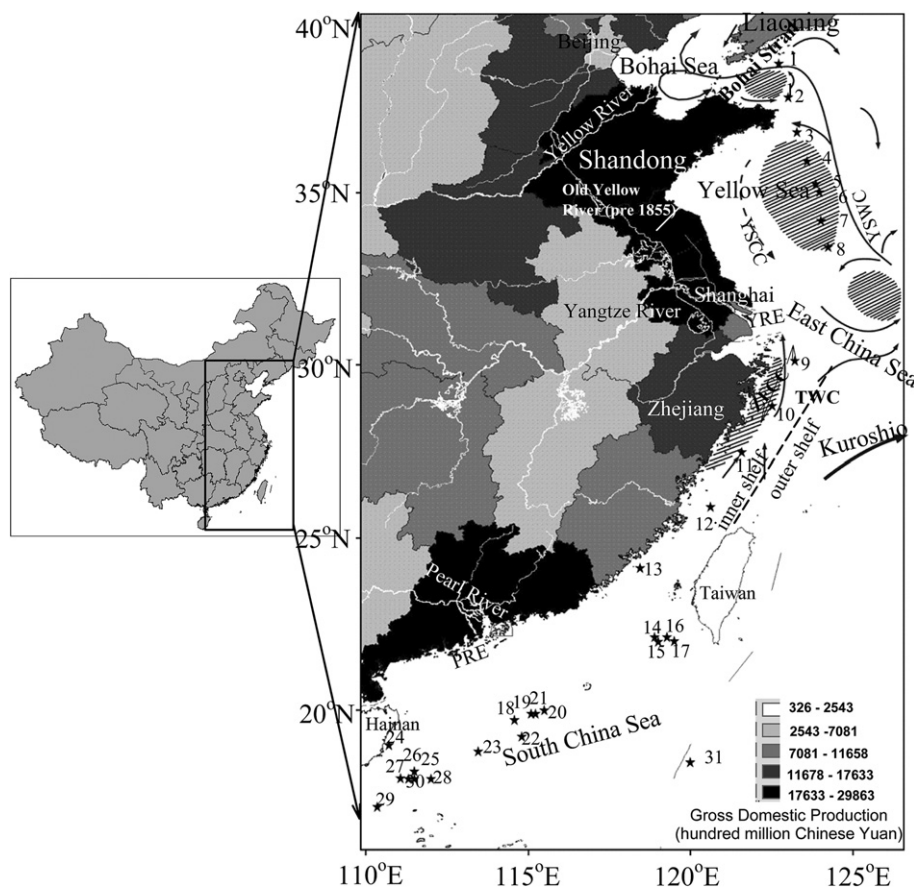 40°N
35°N
30°N
25°N
20°N
110°E
115°E
120°E
125°E
Liaoning
Beijing
Bohai Sea
Bohai Strait
1
2
Yellow River
3
Shandong
4
Old Yellow
River (pre 1855)
Yellow Sea
5
6
YSWC
7
YSCC
8
Shanghai
Yangtze River
YRE
East China Sea
9
TWC
10
Zhejiang
Kuroshio
11
inner shelf
outer shelf
12
13
Pearl River
Taiwan
PRE
14
16
15
17
18
19
21
20
22
23
South China Sea
Hainan
24
26
25
27
30
28
29
31
326 - 2543
2543 -7081
7081 - 11658
11678 - 17633
17633 - 29863
Gross Domestic Production
(hundred million Chinese Yuan)